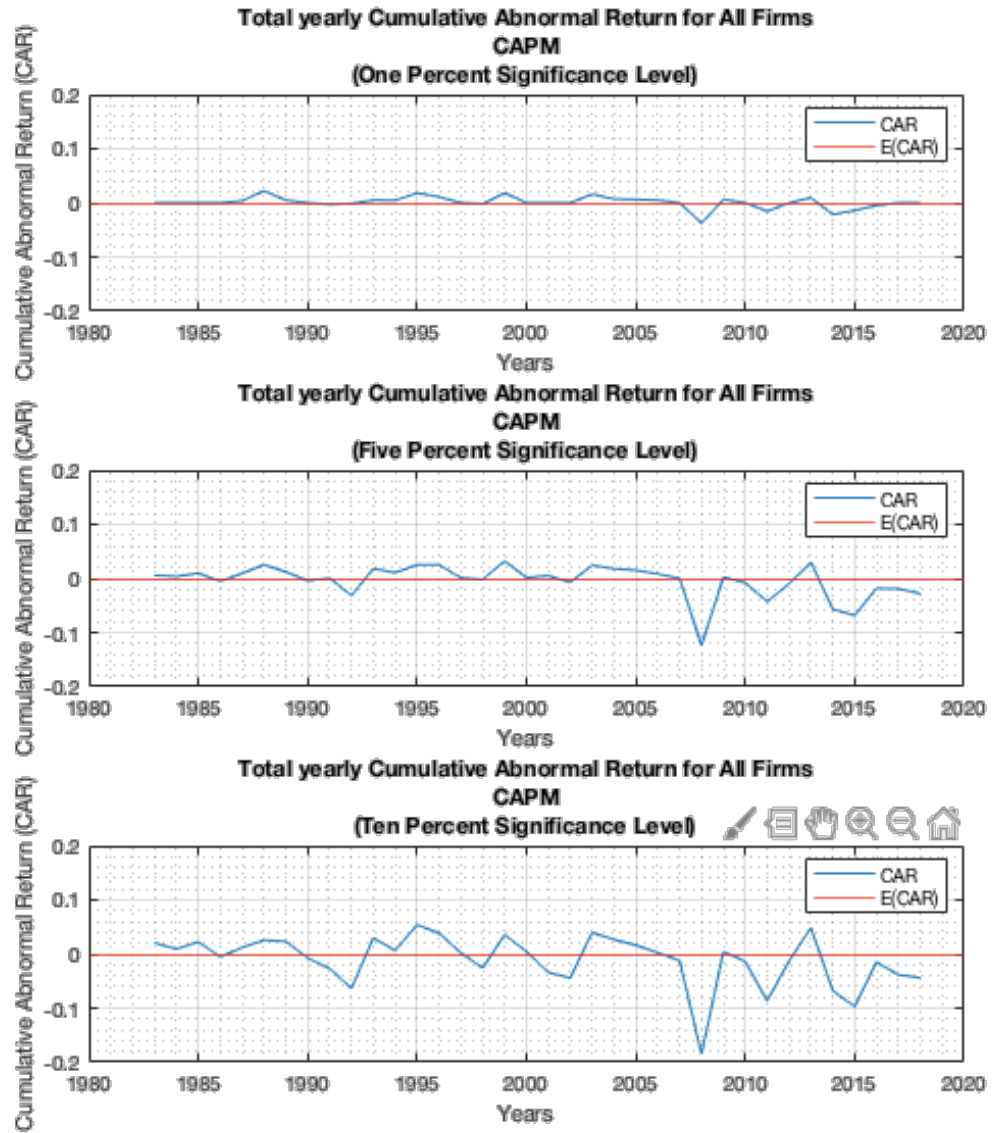 Total yearly Cumulative Abnormal Return for All Firms
CAPM
(One Percent Significance Level)
Cumulative Abnormal Return (CAR)
0.2
0.1
0
-0.1
-0.2
CAR
E(CAR)
1980 1985 1990 1995 2000 2005 2010 2015 2020
Years
Total yearly Cumulative Abnormal Return for All Firms
CAPM
(Five Percent Significance Level)
Cumulative Abnormal Return (CAR)
0.2
0.1
0
-0.1
-0.2
CAR
E(CAR)
1980 1985 1990 1995 2000 2005 2010 2015 2020
Years
Total yearly Cumulative Abnormal Return for All Firms
CAPM
(Ten Percent Significance Level)
Cumulative Abnormal Return (CAR)
0.2
0.1
0
-0.1
-0.2
CAR
E(CAR)
1980 1985 1990 1995 2000 2005 2010 2015 2020
Years